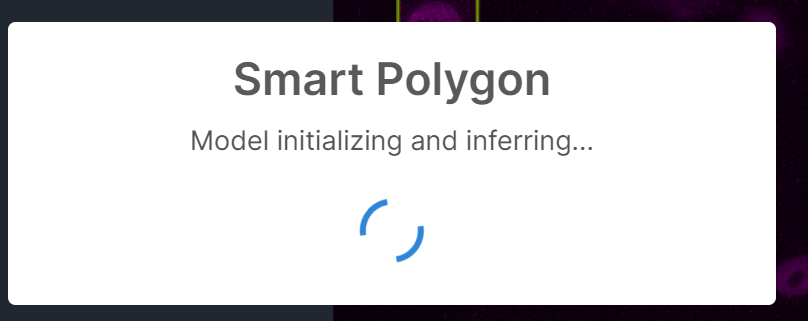 Smart Polygon
Model initializing and inferring...